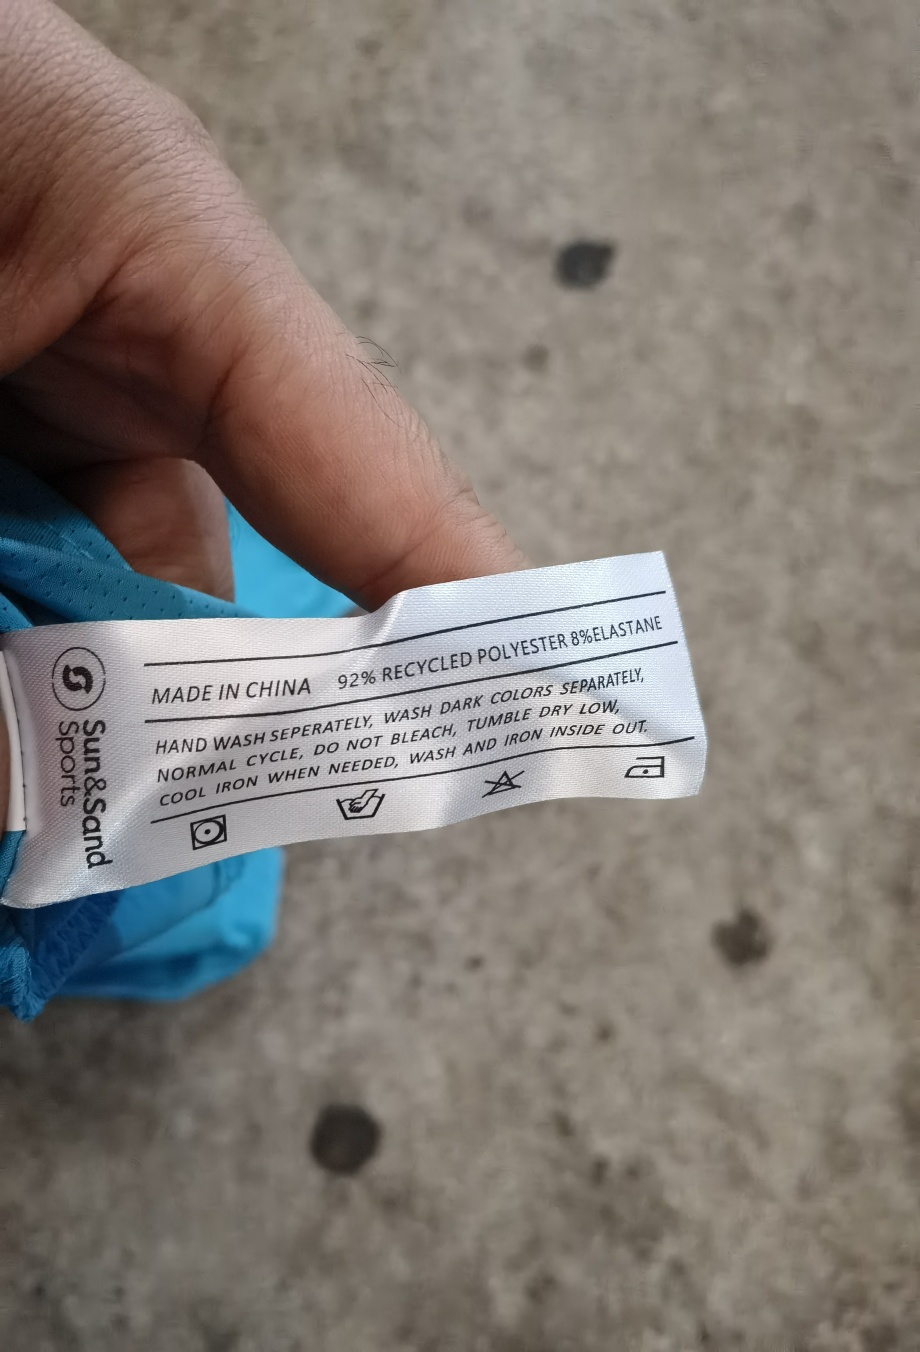 Sun&Sand
Sports
MADE IN CHINA 92% RECYCLED POLYESTER 8%ELASTANE
HAND WASH SEPERATELY, WASH DARK COLORS SEPARATELY,
NORMAL CYCLE, DO NOT BLEACH, TUMBLE DRY LOW,
COOL IRON WHEN NEEDED, WASH AND IRON INSIDE OUT.